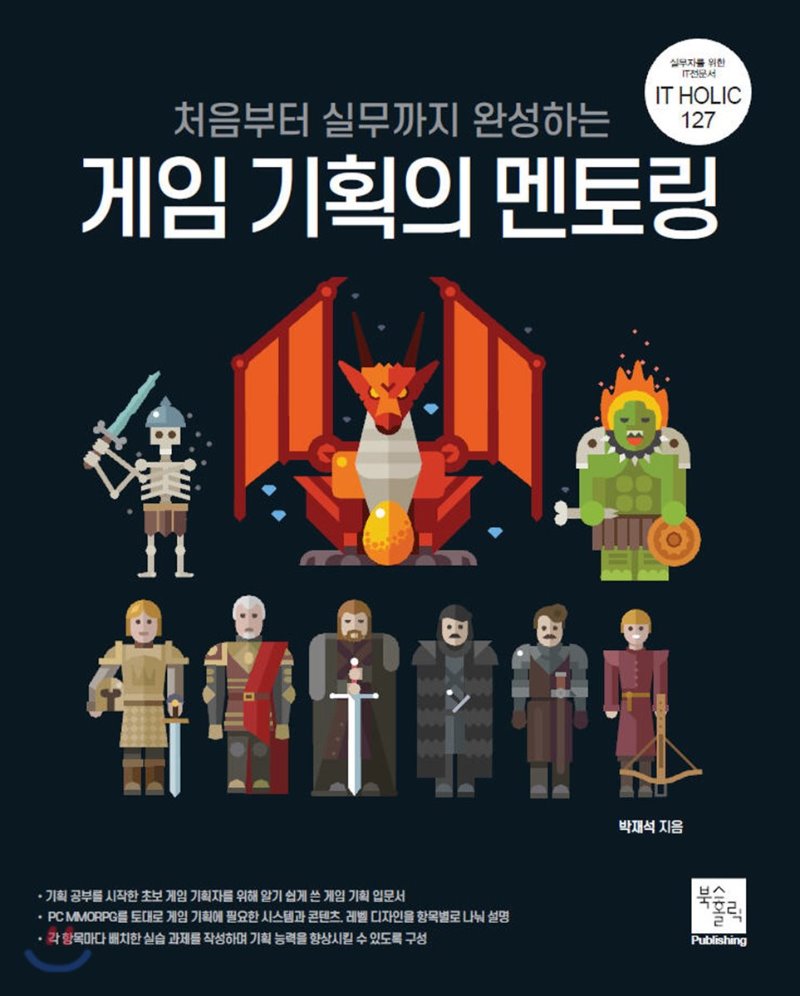 실무자를 위한
IT전문서
IT HOLIC
127
처음부터 실무까지 완성하는
게임 기획의 멘토링
박재석 지음
• 기획 공부를 시작한 초보 게임 기획자를 위해 알기 쉽게 쓴 게임 기획 입문서
• PC MMORPG를 토대로 게임 기획에 필요한 시스템과 콘텐츠, 레벨 디자인을 항목별로 나눠 설명
• 각 항목마다 배치한 실습 과제를 작성하며 기획 능력을 향상시킬 수 있도록 구성
북스
홀릭
Publishing